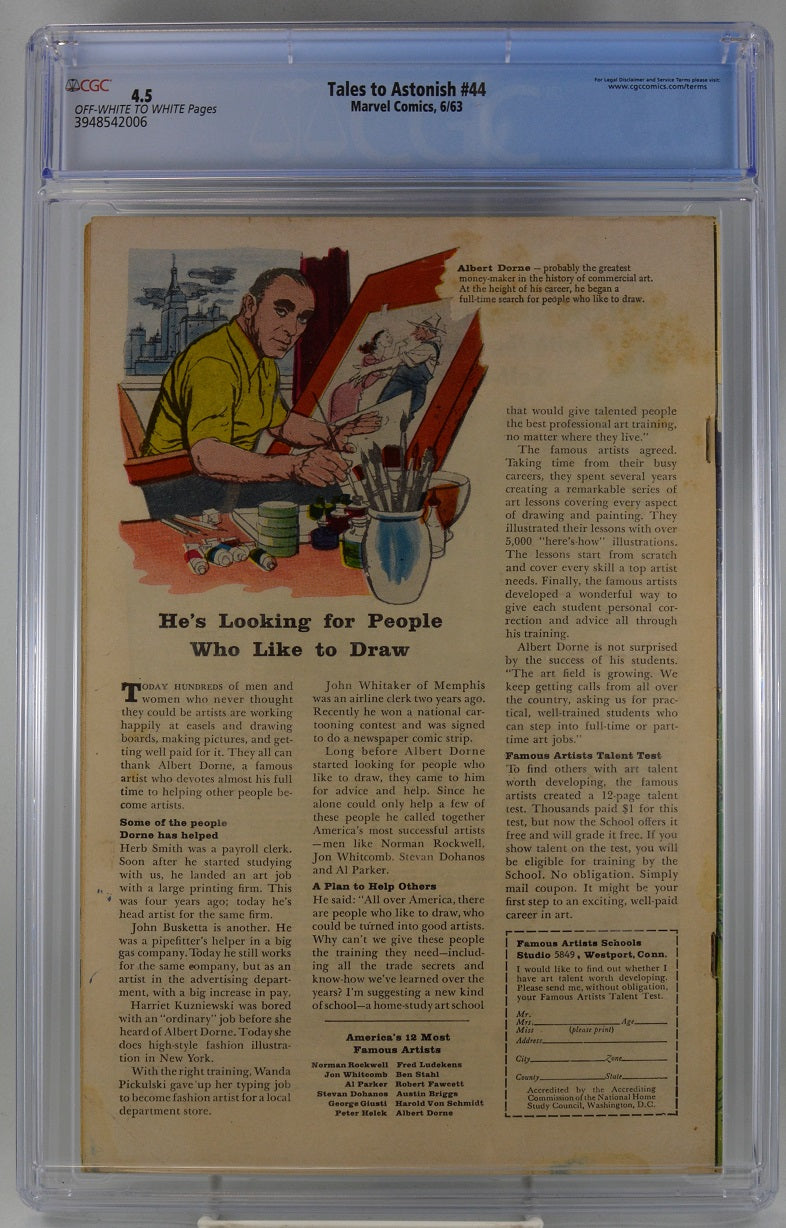 CGC
4.5
OFF-WHITE TO WHITE Pages
3948542006
Tales to Astonish #44
Marvel Comics, 6/63
For Legal Disclaimer and Service Terms please visit:
www.cgccomics.com/terms
Albert Dorne — probably the greatest
money-maker in the history of commercial art.
At the height of his career, he began a
full-time search for people who like to draw.
He's Looking for People
Who Like to Draw
TODAY HUNDREDS of men and
women who never thought
they could be artists are working
happily at easels and drawing
boards, making pictures, and get-
ting well paid for it. They all can
thank Albert Dorne, a famous
artist who devotes almost his full
time to helping other people be-
come artists.
Some of the people
Dorne has helped
Herb Smith was a payroll clerk.
Soon after he started studying
with us, he landed an art job
with a large printing firm. This
was four years ago; today he's
head artist for the same firm.
John Busketta is another. He
was a pipefitter's helper in a big
gas company. Today he still works
for the same company, but as an
artist in the advertising depart-
ment, with a big increase in pay.
Harriet Kuzniewski was bored
with an "ordinary" job before she
heard of Albert Dorne. Today she
does high-style fashion illustra-
tion in New York.
With the right training, Wanda
Pickulski gave up her typing job
to become fashion artist for a local
department store.
John Whitaker of Memphis
was an airline clerk two years ago.
Recently he won a national car-
tooning contest and was signed
to do a newspaper comic strip.
Long before Albert Dorne
started looking for people who
like to draw, they came to him
for advice and help. Since he
alone could only help a few of
these people he called together
America's most successful artists
—men like Norman Rockwell,
Jon Whitcomb, Stevan Dohanos
and Al Parker.
A Plan to Help Others
He said: "All over America, there
are people who like to draw, who
could be turned into good artists.
Why can't we give these people
the training they need—includ-
ing all the trade secrets and
know-how we've learned over the
years? I'm suggesting a new kind
of school—a home-study art school
America's 12 Most
Famous Artists
Norman Rockwell Fred Ludekens
Jon Whitcomb Ben Stahl
Al Parker Robert Fawcett
Stevan Dohanos Austin Briggs
George Giusti Harold Von Schmidt
Peter Helck Albert Dorne
that would give talented people
the best professional art training,
no matter where they live."
The famous artists agreed.
Taking time from their busy
careers, they spent several years
creating a remarkable series of
art lessons covering every aspect
of drawing and painting. They
illustrated their lessons with over
5,000 "here's-how" illustrations.
The lessons start from scratch
and cover every skill a top artist
needs. Finally, the famous artists
developed a wonderful way to
give each student personal cor-
rection and advice all through
his training.
Albert Dorne is not surprised
by the success of his students.
"The art field is growing. We
keep getting calls from all over
the country, asking us for prac-
tical, well-trained students who
can step into full-time or part-
time art jobs."
Famous Artists Talent Test
To find others with art talent
worth developing, the famous
artists created a 12-page talent
test. Thousands paid $1 for this
test, but now the School offers it
free and will grade it free. If you
show talent on the test, you will
be eligible for training by the
School. No obligation. Simply
mail coupon. It might be your
first step to an exciting, well-paid
career in art.
Famous Artists Schools
Studio 5849, Westport, Conn.
I would like to find out whether I
have art talent worth developing.
Please send me, without obligation,
your Famous Artists Talent Test.
Mr.
Mrs. Age
Miss (please print)
Address
City Zone
County State
Accredited by the Accrediting
Commission of the National Home
Study Council, Washington, D.C.